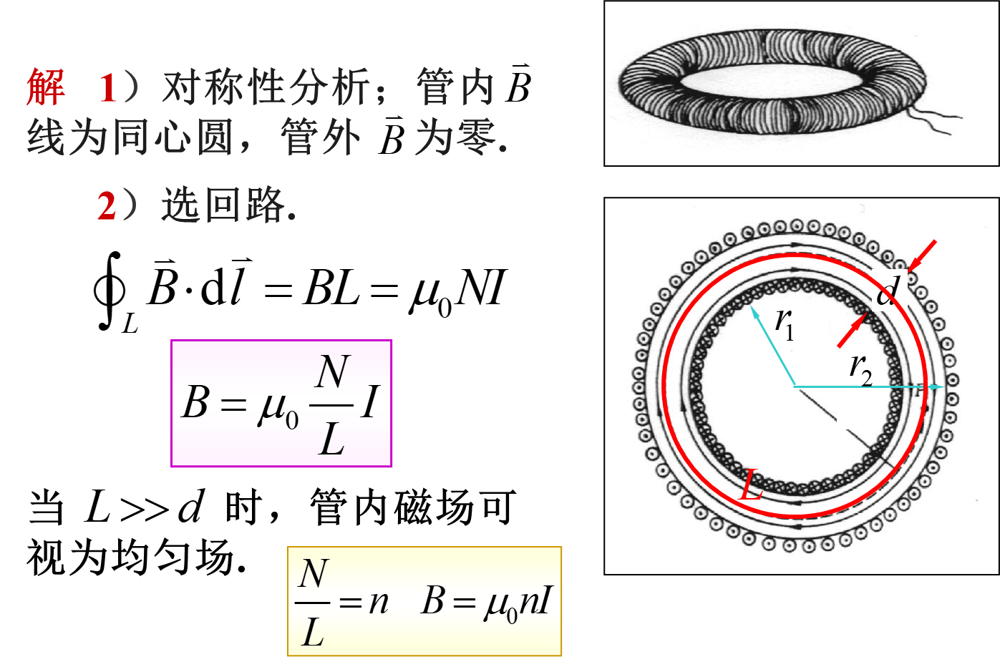 解 1）对称性分析；管内 $\vec{B}$
线为同心圆，管外 $\vec{B}$ 为零.
2）选回路.
$\oint_L \vec{B} \cdot \mathrm{d}\vec{l} = BL = \mu_0 NI$
$B = \mu_0 \frac{N}{L} I$
当 $L >> d$ 时，管内磁场可
视为均匀场.
$\frac{N}{L} = n$ $B = \mu_0 nI$
$d$
$r_1$
$r_2$
$L$